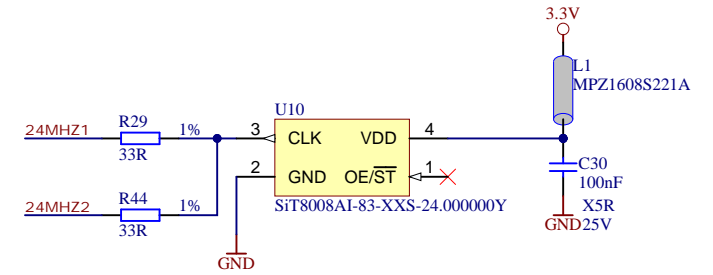 3.3V
L1
MPZ1608S221A
U10
24MHZ1
R29
1%
33R
3
CLK
VDD
4
2
GND
OE/ST
1
C30
100nF
X5R
25V
GND
R44
1%
24MHZ2
33R
SiT8008AI-83-XXS-24.000000Y
GND